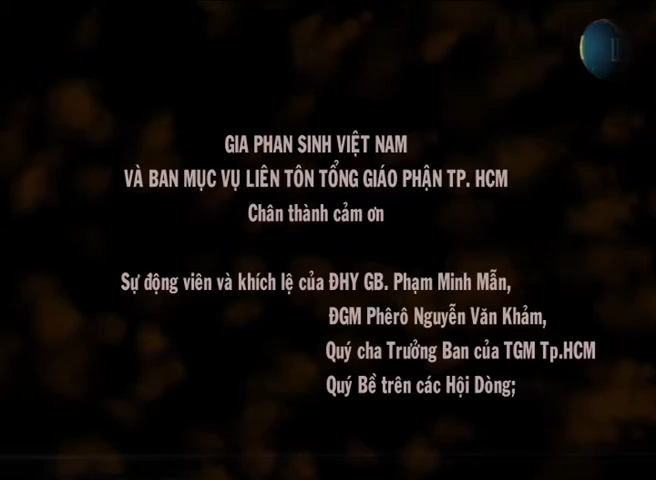 GIA PHAN SINH VIỆT NAM
VÀ BAN MỤC VỤ LIÊN TÔN TỔNG GIÁO PHẬN TP. HCM
Chân thành cảm ơn
Sự động viên và khích lệ của ĐHY GB. Phạm Minh Mẫn,
ĐGM Phêrô Nguyễn Văn Khảm,
Quý cha Trưởng Ban của TGM Tp.HCM
Quý Bề trên các Hội Dòng;